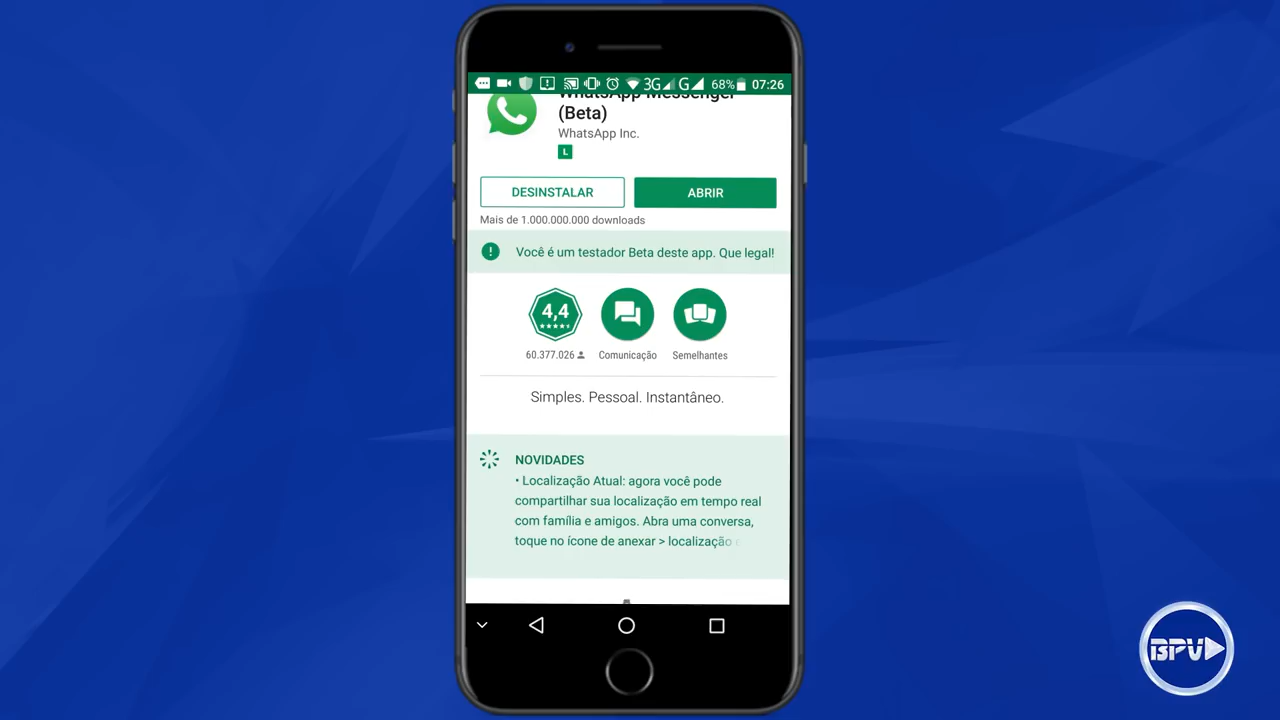 3G G 68% 07:26
WhatsApp Messenger
(Beta)
WhatsApp Inc.
L
DESINSTALAR ABRIR
Mais de 1.000.000.000 downloads
Você é um testador Beta deste app. Que legal!
4,4
60.377.026 Comunicação Semelhantes
Simples. Pessoal. Instantâneo.
NOVIDADES
• Localização Atual: agora você pode
compartilhar sua localização em tempo real
com família e amigos. Abra uma conversa,
toque no ícone de anexar > localização e
BPV